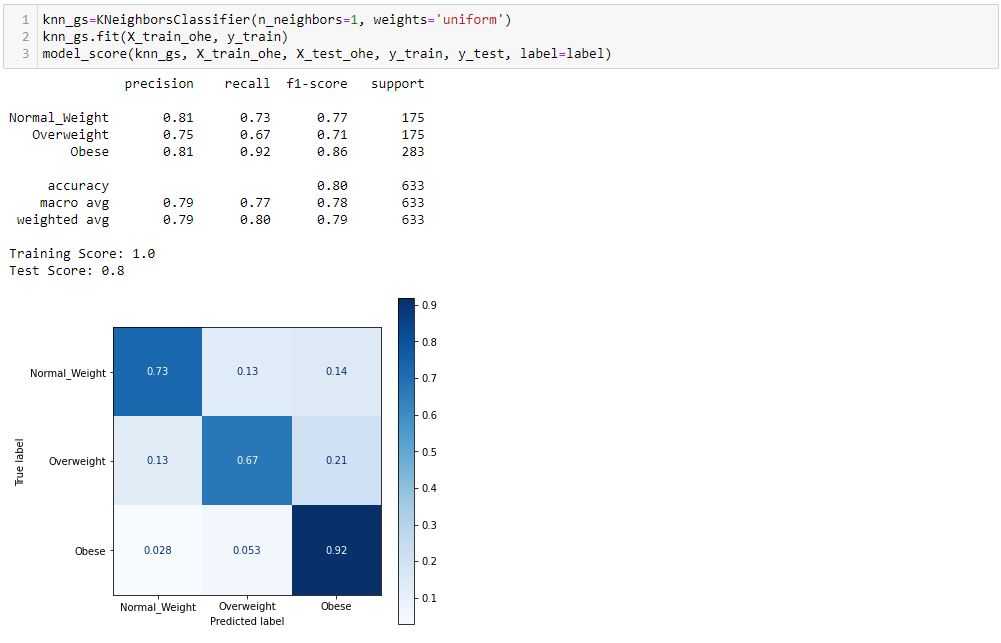 1 knn_gs=KNeighborsClassifier(n_neighbors=1, weights='uniform')
2 knn_gs.fit(X_train_ohe, y_train)
3 model_score(knn_gs, X_train_ohe, X_test_ohe, y_train, y_test, label=label)
precision recall f1-score support
Normal_Weight 0.81 0.73 0.77 175
Overweight 0.75 0.67 0.71 175
Obese 0.81 0.92 0.86 283
accuracy 0.80 633
macro avg 0.79 0.77 0.78 633
weighted avg 0.79 0.80 0.79 633
Training Score: 1.0
Test Score: 0.8
0.9
0.8
0.7
0.6
0.5
0.4
0.3
0.2
0.1
True label
Normal_Weight 0.73 0.13 0.14
Overweight 0.13 0.67 0.21
Obese 0.028 0.053 0.92
Normal_Weight Overweight Obese
Predicted label